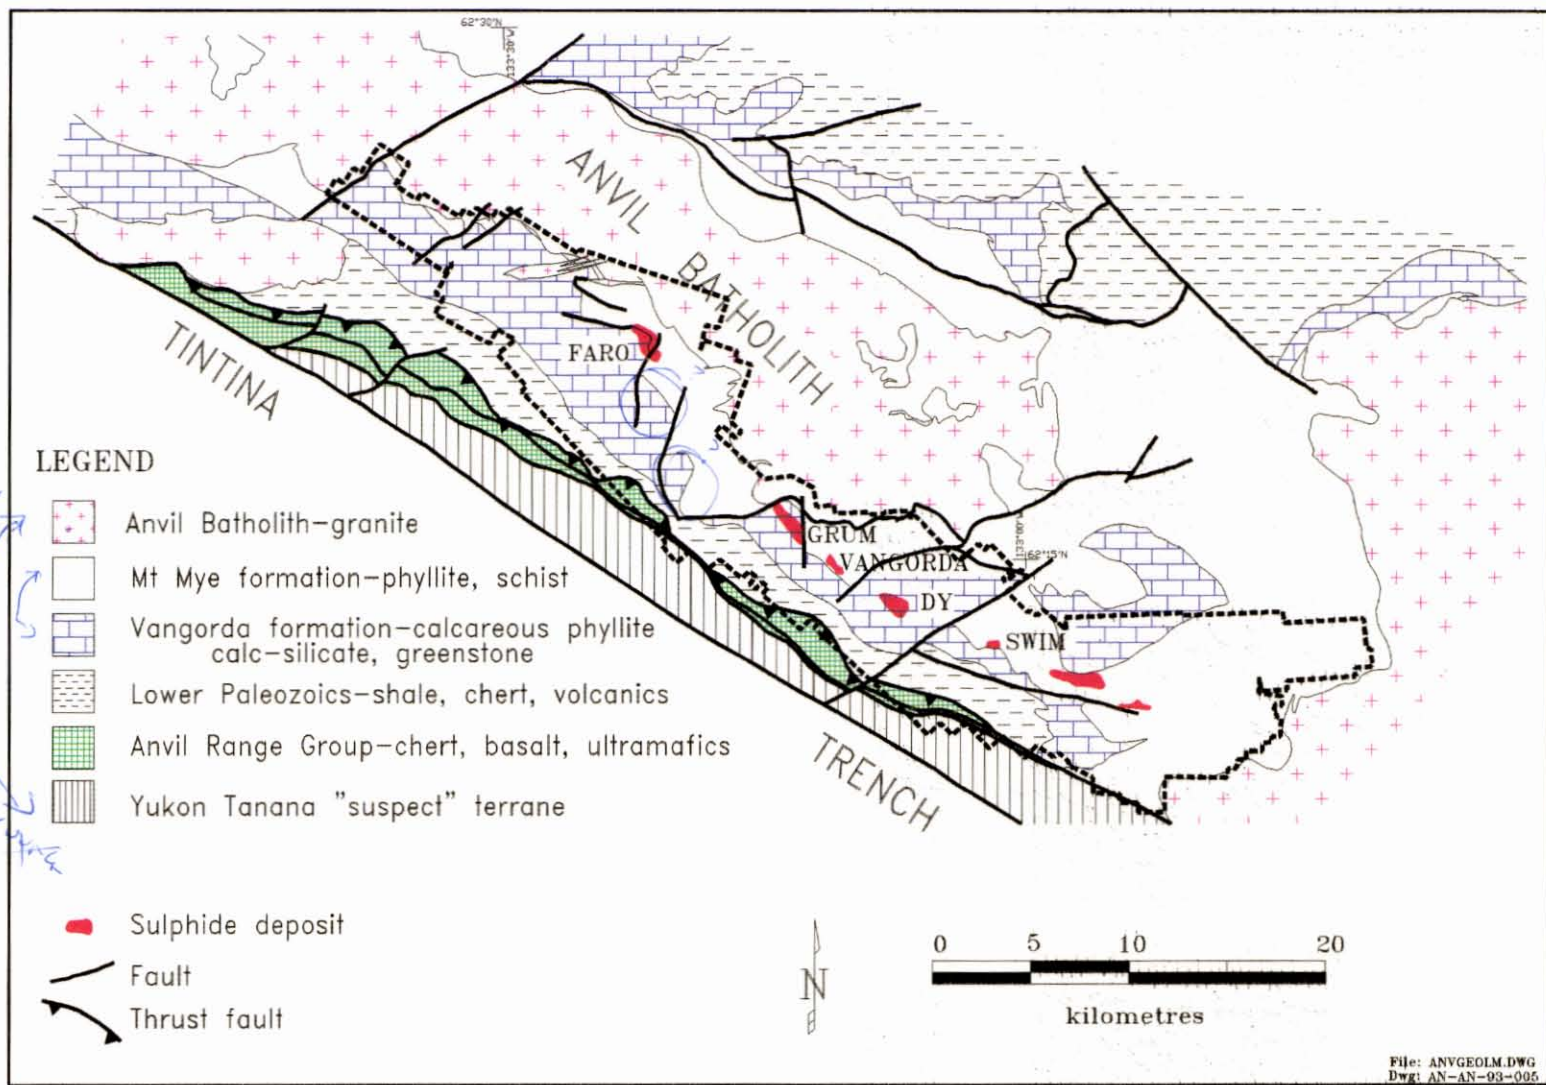 62°30'N
133°30'W
ANVIL
BATHOLITH
TINTINA
FARO
GRUM
VANGORDA
133°00'
62°15'N
DY
SWIM
TRENCH
LEGEND
Anvil Batholith-granite
Mt Mye formation-phyllite, schist
Vangorda formation-calcareous phyllite
calc-silicate, greenstone
Lower Paleozoics-shale, chert, volcanics
Anvil Range Group-chert, basalt, ultramafics
Yukon Tanana "suspect" terrane
Sulphide deposit
Fault
Thrust fault
N
0 5 10 20
kilometres
File: ANVGEOLM.DWG
Dwg: AN-AN-93-005